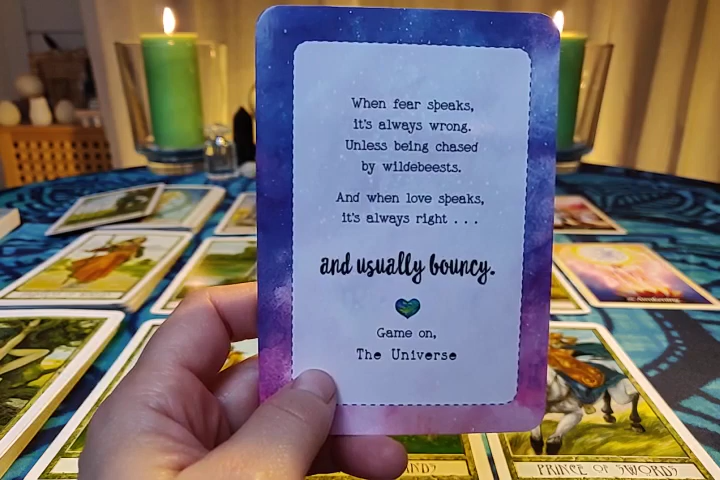 When fear speaks,
it's always wrong.
Unless being chased
by wildebeests.
And when love speaks,
it's always right . . .
and usually bouncy.
Game on,
The Universe
PRINCE OF SWORDS